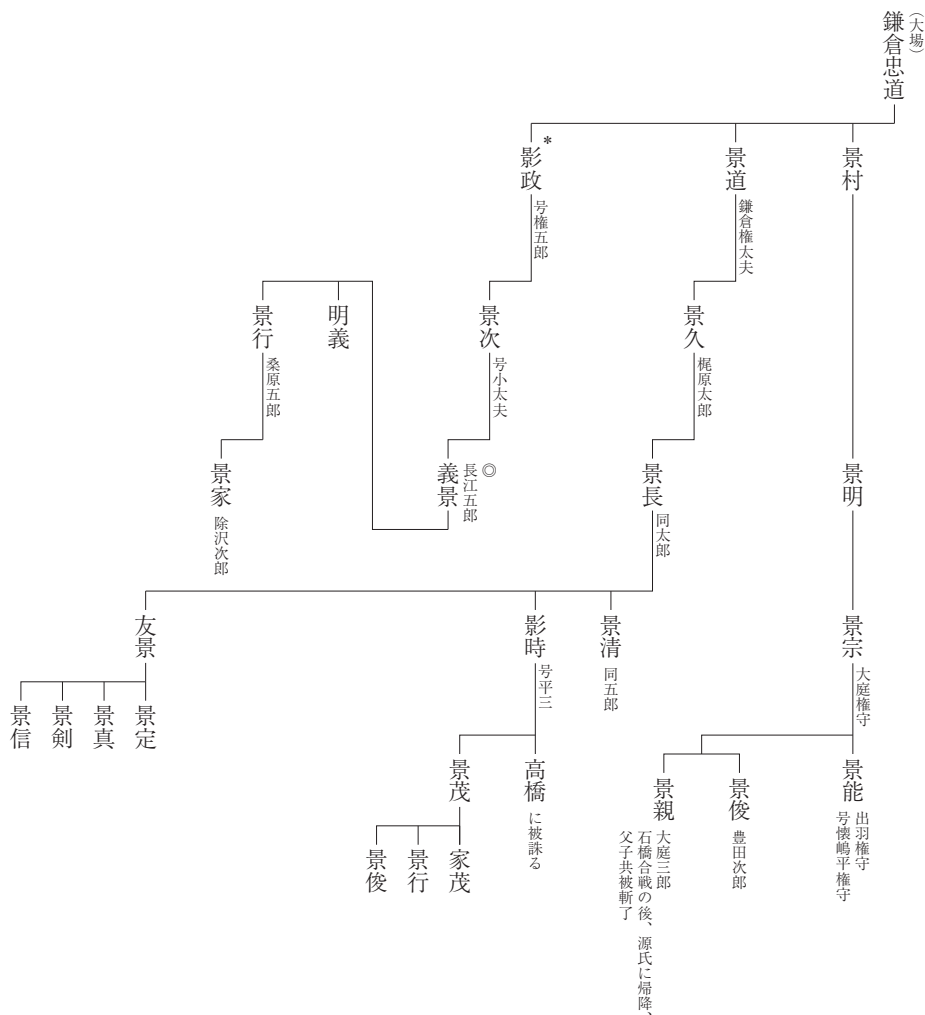 （大場）
鎌倉忠道
景村
景道
鎌倉権太夫
*
影政
号権五郎
景久
梶原太郎
景次
号小太夫
明義
景行
桑原五郎
景明
景長
同太郎
◎
長江五郎
義景
景家
除沢次郎
景宗
大庭権守
景清
同五郎
影時
号平三
友景
景能
出羽権守
号懐嶋平権守
景俊
豊田次郎
景親
大庭三郎
石橋合戦の後、源氏に帰降、
父子共被斬了
高橋
に被誅る
景茂
家茂
景行
景俊
景定
景真
景剣
景信